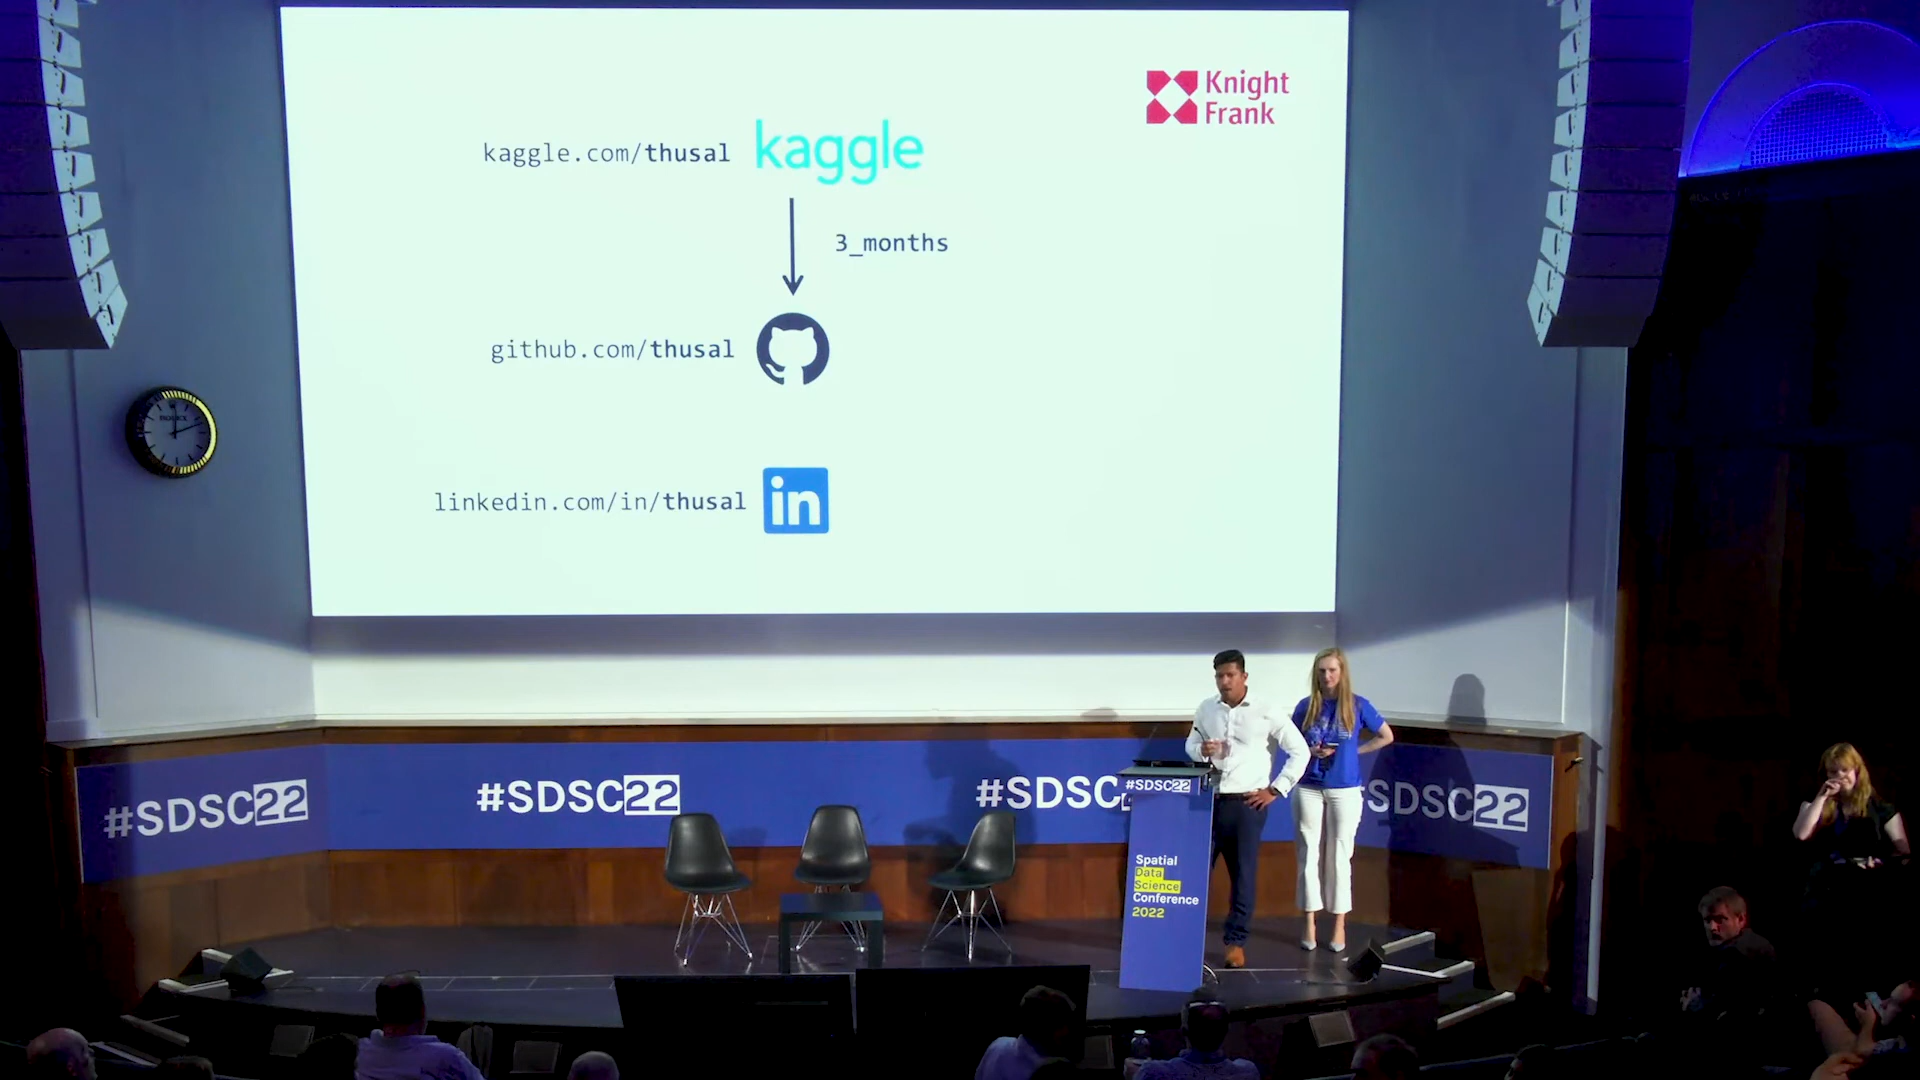 Knight
Frank
kaggle.com/thusal kaggle
3_months
github.com/thusal
linkedin.com/in/thusal in
ROLEX
#SDSC22
#SDSC22
#SDSC
#SDSC22
SDSC22
Spatial
Data
Science
Conference
2022